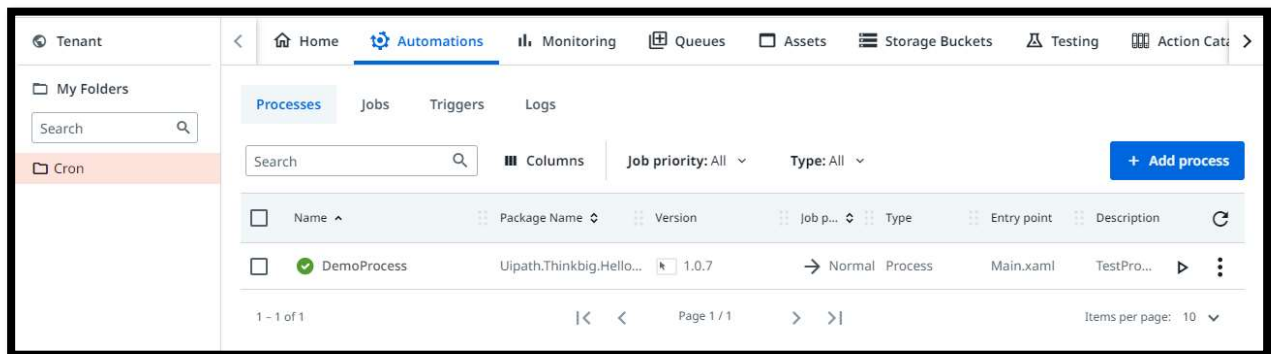 Tenant
Home Automations Monitoring Queues Assets Storage Buckets Testing Action Cata
My Folders
Search
Cron
Processes Jobs Triggers Logs
Search Columns Job priority: All Type: All + Add process
Name Package Name Version Job p... Type Entry point Description
DemoProcess Uipath.Thinkbig.Hello... 1.0.7 Normal Process Main.xaml TestPro...
1 – 1 of 1 Page 1 / 1 Items per page: 10